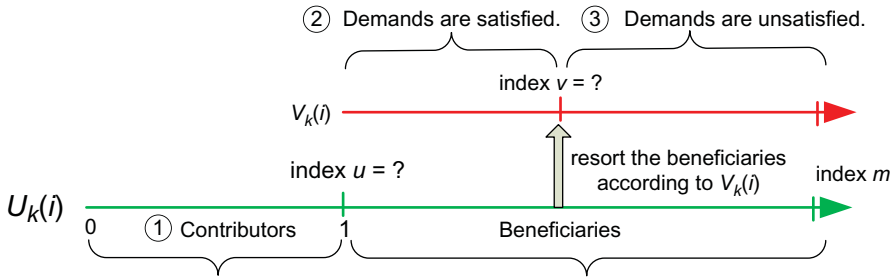 ② Demands are satisfied. ③ Demands are unsatisfied.
index v = ?
Vk(i)
resort the beneficiaries
according to Vk(i)
index u = ?
index m
Uk(i)
0 ① Contributors 1 Beneficiaries